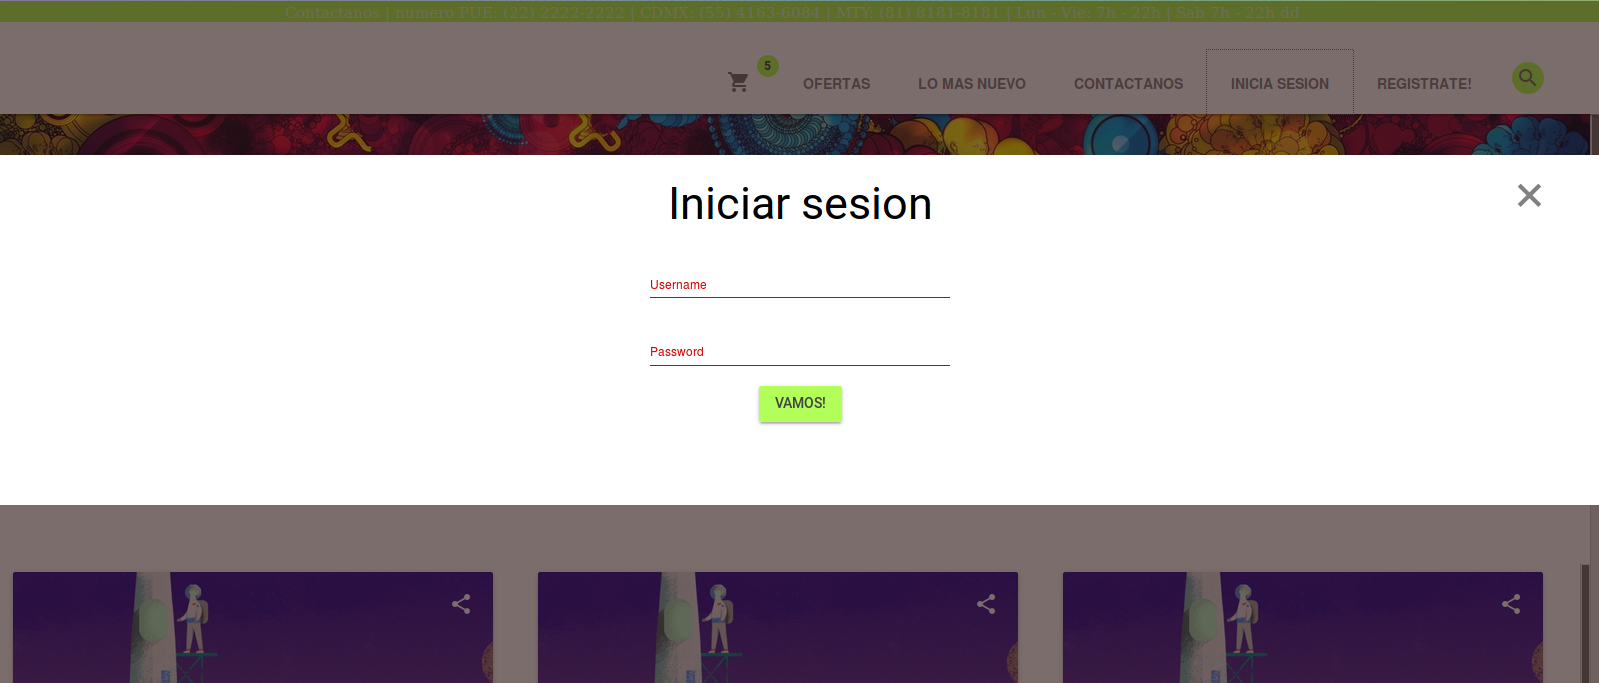 Contactanos | numero PUE: (22) 2222-2222 | CDMX: (55) 4163-6084 | MTY: (81) 8181-8181 | Lun - Vie: 7h - 22h | Sab 7h - 22h dd
5 OFERTAS LO MAS NUEVO CONTACTANOS INICIA SESION REGISTRATE!
Iniciar sesion
Username
Password
VAMOS!